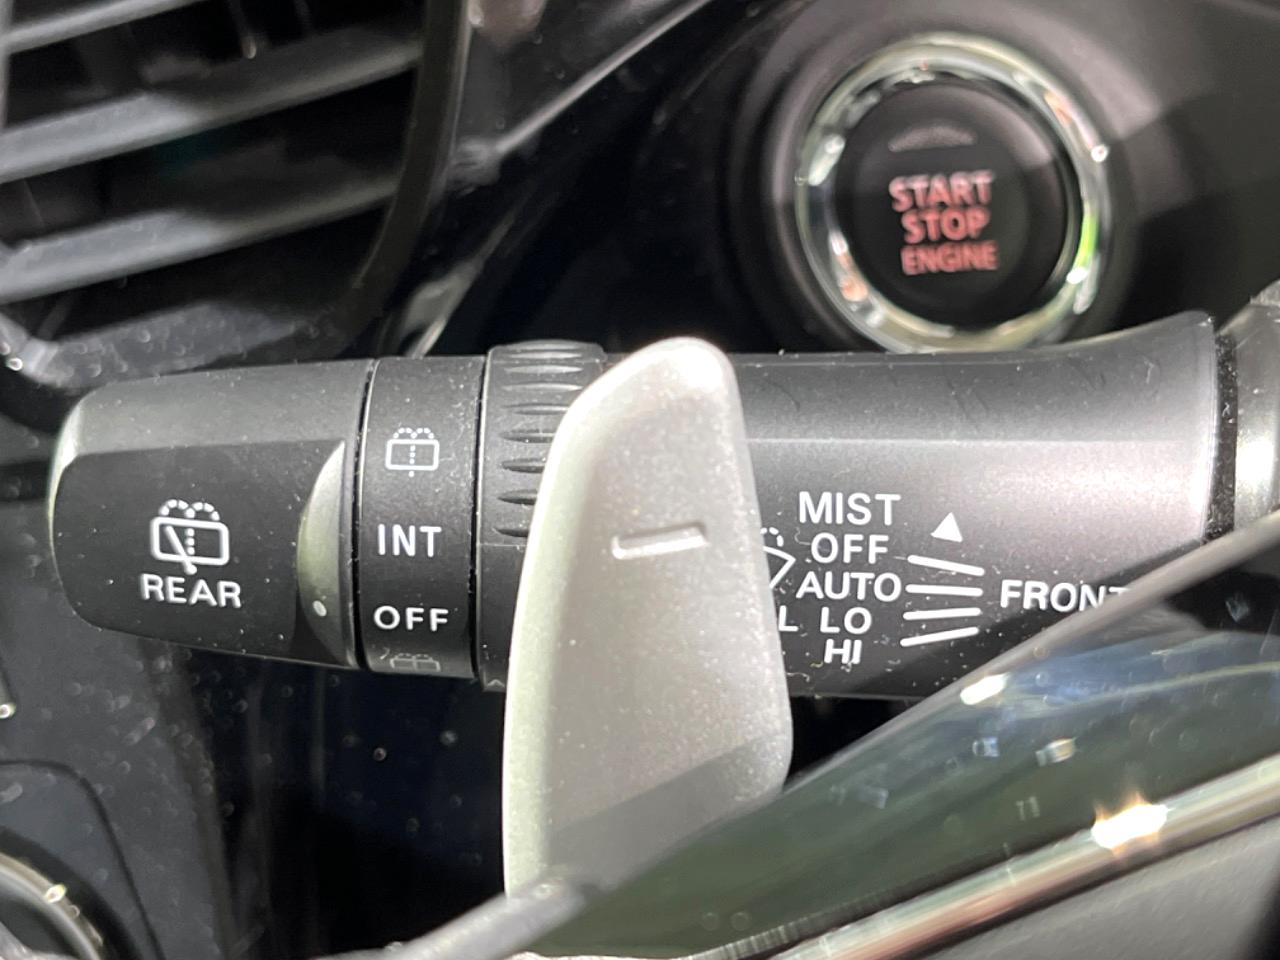 START
STOP
ENGINE
REAR
INT
OFF
MIST
OFF
AUTO
LO
HI
FRONT